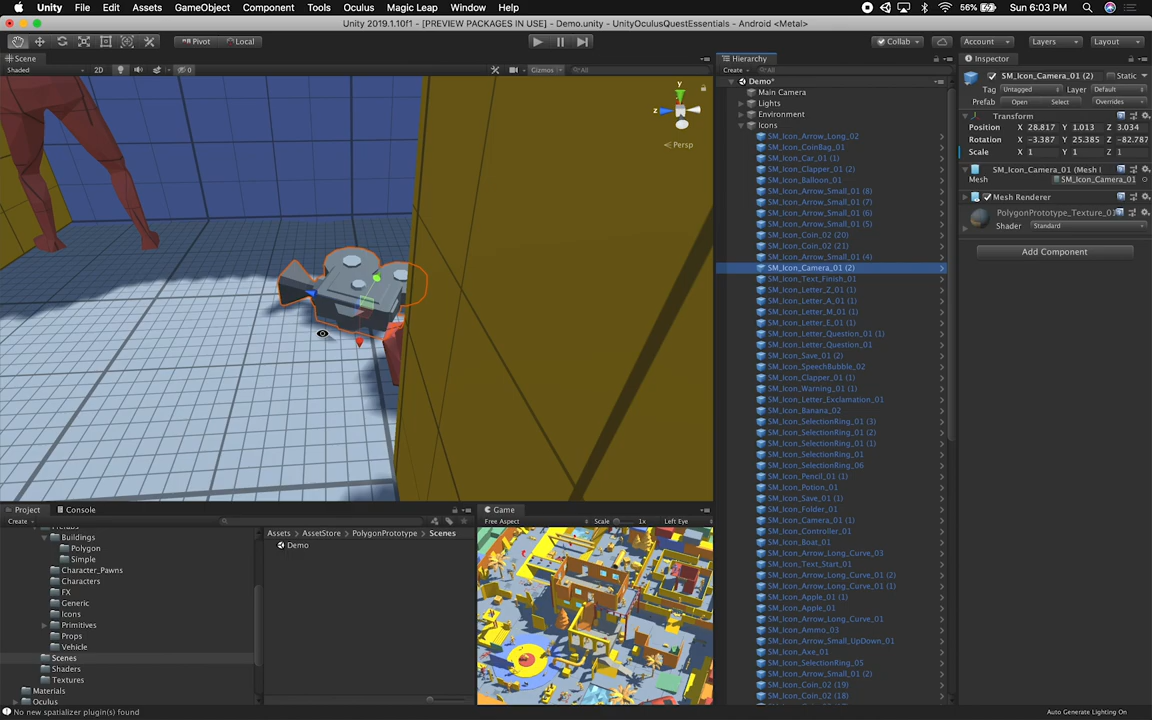 Unity File Edit Assets GameObject Component Tools Oculus Magic Leap Window Help 56% Sun 6:03 PM
Unity 2019.1.10f1 - [PREVIEW PACKAGES IN USE] - Demo.unity - UnityOculusQuestEssentials - Android <Metal>
Pivot Local Collab Account Layers Layout
Scene
Shaded 2D 0 Gizmos All
y
z
Persp
Hierarchy
Create All
Demo*
Main Camera
Lights
Environment
Icons
SM_Icon_Arrow_Long_02
SM_Icon_CoinBag_01
SM_Icon_Car_01 (1)
SM_Icon_Clapper_01 (2)
SM_Icon_Balloon_01
SM_Icon_Arrow_Small_01 (8)
SM_Icon_Arrow_Small_01 (7)
SM_Icon_Arrow_Small_01 (6)
SM_Icon_Arrow_Small_01 (5)
SM_Icon_Coin_02 (20)
SM_Icon_Coin_02 (21)
SM_Icon_Arrow_Small_01 (4)
SM_Icon_Camera_01 (2)
SM_Icon_Text_Finish_01
SM_Icon_Letter_Z_01 (1)
SM_Icon_Letter_A_01 (1)
SM_Icon_Letter_M_01 (1)
SM_Icon_Letter_E_01 (1)
SM_Icon_Letter_Question_01 (1)
SM_Icon_Letter_Question_01
SM_Icon_Save_01 (2)
SM_Icon_SpeechBubble_02
SM_Icon_Clapper_01 (1)
SM_Icon_Warning_01 (1)
SM_Icon_Letter_Exclamation_01
SM_Icon_Banana_02
SM_Icon_SelectionRing_01 (3)
SM_Icon_SelectionRing_01 (2)
SM_Icon_SelectionRing_01 (1)
SM_Icon_SelectionRing_01
SM_Icon_SelectionRing_06
SM_Icon_Pencil_01 (1)
SM_Icon_Potion_01
SM_Icon_Save_01 (1)
SM_Icon_Folder_01
SM_Icon_Camera_01 (1)
SM_Icon_Controller_01
SM_Icon_Boat_01
SM_Icon_Arrow_Long_Curve_03
SM_Icon_Text_Start_01
SM_Icon_Arrow_Long_Curve_01 (2)
SM_Icon_Arrow_Long_Curve_01 (1)
SM_Icon_Apple_01 (1)
SM_Icon_Apple_01
SM_Icon_Arrow_Long_Curve_01
SM_Icon_Ammo_03
SM_Icon_Arrow_Small_UpDown_01
SM_Icon_Axe_01
SM_Icon_SelectionRing_05
SM_Icon_Arrow_Small_01 (2)
SM_Icon_Coin_02 (19)
SM_Icon_Coin_02 (18)
Inspector
SM_Icon_Camera_01 (2) Static
Tag Untagged Layer Default
Prefab Open Select Overrides
Transform
Position X 28.817 Y 1.013 Z 3.034
Rotation X -3.387 Y 25.385 Z -82.787
Scale X 1 Y 1 Z 1
SM_Icon_Camera_01 (Mesh
Mesh SM_Icon_Camera_01
Mesh Renderer
PolygonPrototype_Texture_01
Shader Standard
Add Component
Project Console
Create
Prefabs
Buildings
Polygon
Simple
Character_Pawns
Characters
FX
Generic
Icons
Primitives
Props
Vehicle
Scenes
Shaders
Textures
Materials
Oculus
Assets AssetStore PolygonPrototype Scenes
Demo
Game
Free Aspect Scale 1x Left Eye
No new spatializer plugin(s) found
Auto Generate Lighting On